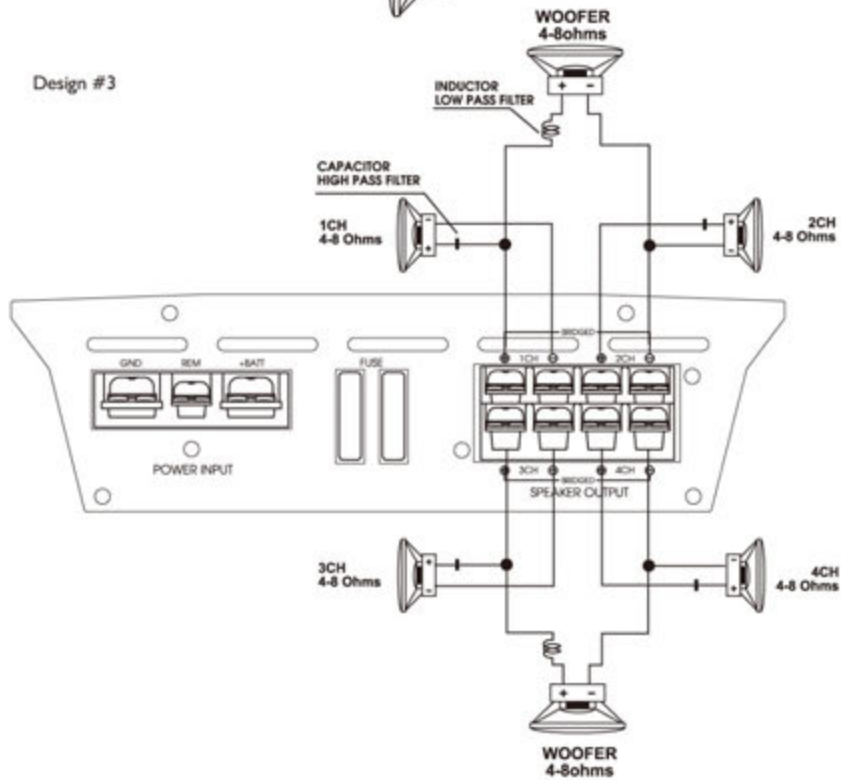 WOOFER
4-8ohms
Design #3
INDUCTOR
LOW PASS FILTER
CAPACITOR
HIGH PASS FILTER
1CH
4-8 Ohms
2CH
4-8 Ohms
+ -
- +
+ -
BRIDGED
GND REM +BATT FUSE 1CH 2CH
POWER INPUT
3CH 4CH
BRIDGED
SPEAKER OUTPUT
3CH
4-8 Ohms
4CH
4-8 Ohms
+ -
- +
+ -
WOOFER
4-8ohms